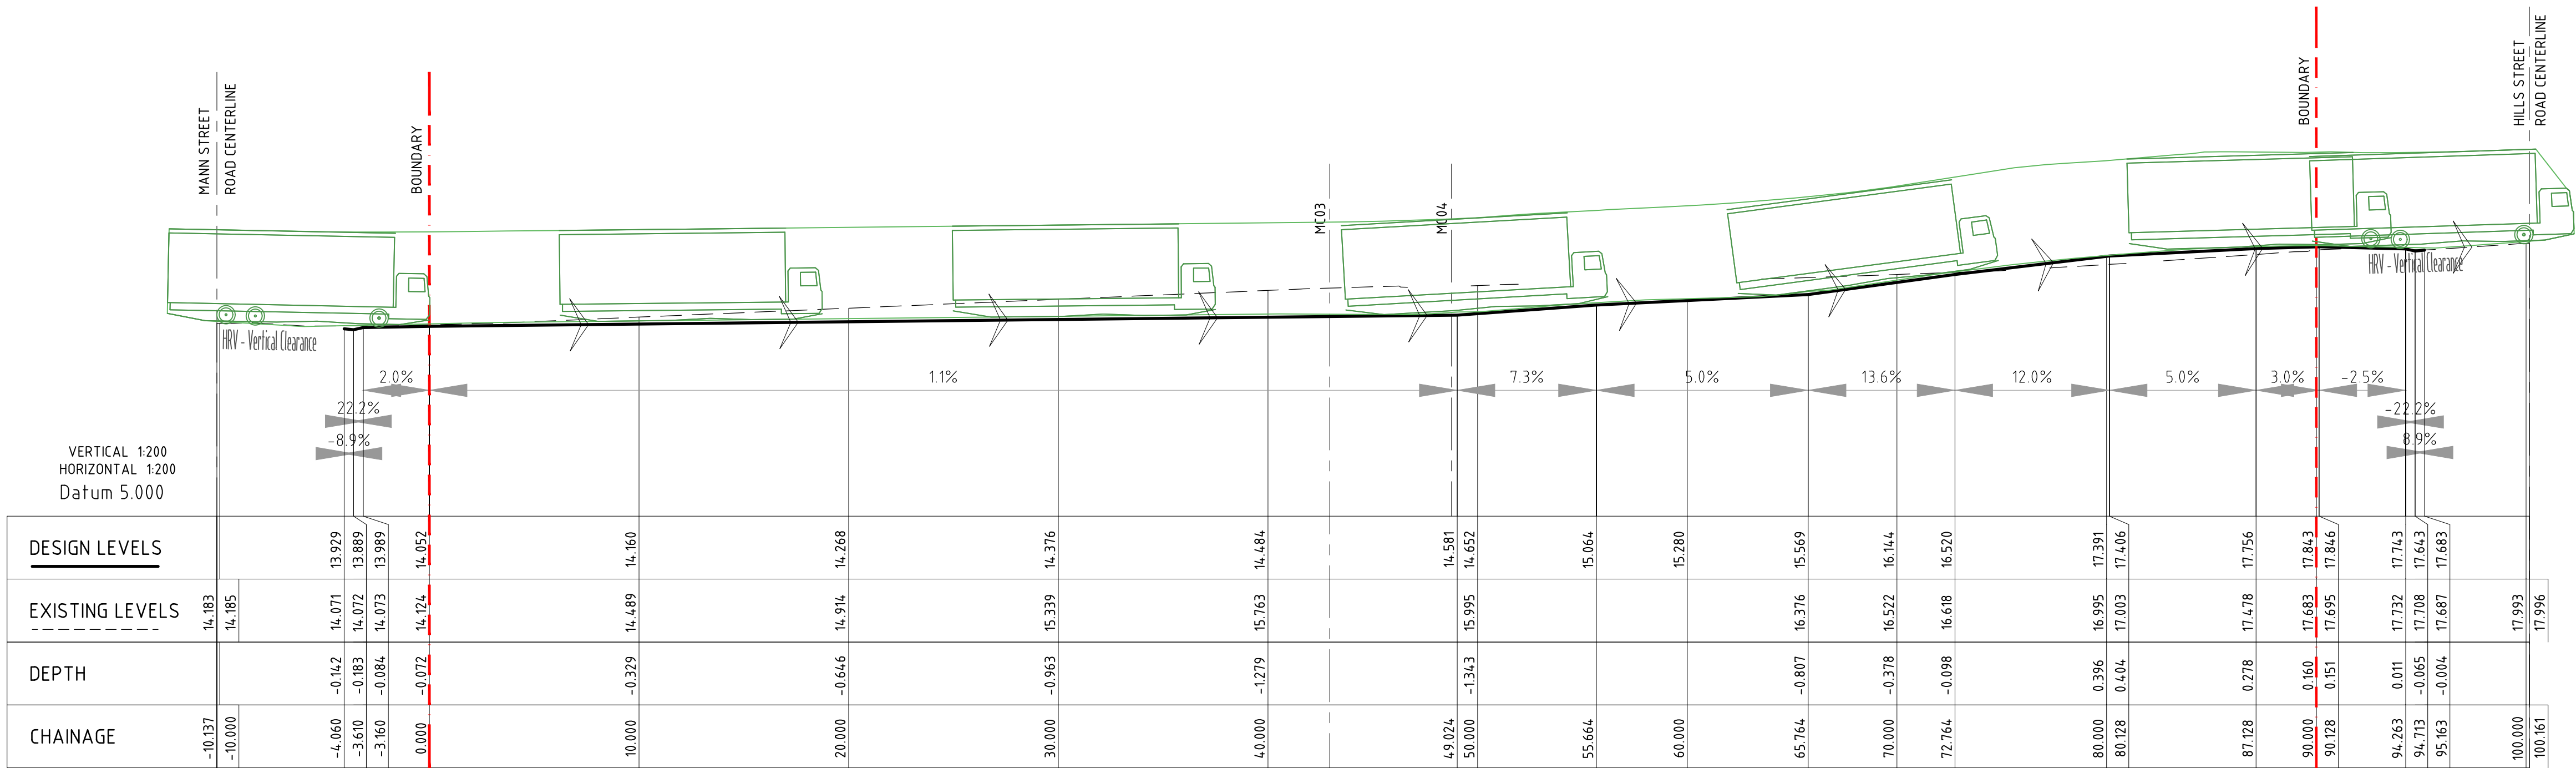 MANN STREET
ROAD CENTERLINE
BOUNDARY
MC03
MC04
BOUNDARY
HILLS STREET
ROAD CENTERLINE
HRV - Vertical Clearance
HRV - Vertical Clearance
2.0% 1.1% 7.3% 5.0% 13.6% 12.0% 5.0% 3.0% -2.5%
22.2% -22.2%
-8.9% 8.9%
VERTICAL 1:200
HORIZONTAL 1:200
Datum 5.000
DESIGN LEVELS 13.929 13.889 13.989 14.052 14.160 14.268 14.376 14.484 14.581 14.652 15.064 15.280 15.569 16.144 16.520 17.391 17.406 17.756 17.843 17.846 17.743 17.643 17.683
EXISTING LEVELS 14.183 14.185 14.071 14.072 14.073 14.124 14.489 14.914 15.339 15.763 15.995 16.376 16.522 16.618 16.995 17.003 17.478 17.683 17.695 17.732 17.708 17.687 17.993 17.996
DEPTH -0.142 -0.183 -0.084 -0.072 -0.329 -0.646 -0.963 -1.279 -1.343 -0.807 -0.378 -0.098 0.396 0.404 0.278 0.160 0.151 0.011 -0.065 -0.004
CHAINAGE -10.137 -10.000 -4.060 -3.610 -3.160 0.000 10.000 20.000 30.000 40.000 49.024 50.000 55.664 60.000 65.764 70.000 72.764 80.000 80.128 87.128 90.000 90.128 94.263 94.713 95.163 100.000 100.161